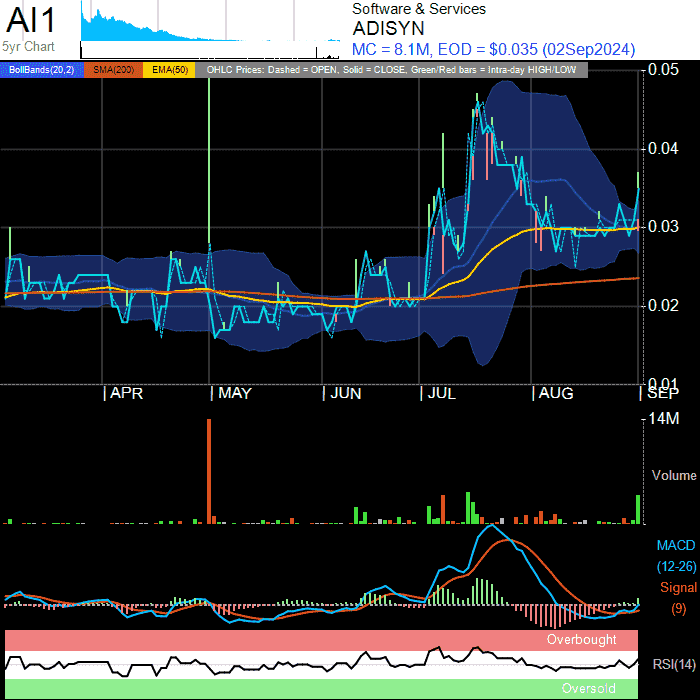 AI1
5yr Chart
Software & Services
ADISYN
MC = 8.1M, EOD = $0.035 (02Sep2024)
BollBands(20,2) SMA(200) EMA(50) OHLC Prices: Dashed = OPEN, Solid = CLOSE, Green/Red bars = Intra-day HIGH/LOW
0.05
0.04
0.03
0.02
0.01
APR MAY JUN JUL AUG SEP
14M
Volume
MACD
(12-26)
Signal
(9)
Overbought
RSI(14)
Oversold